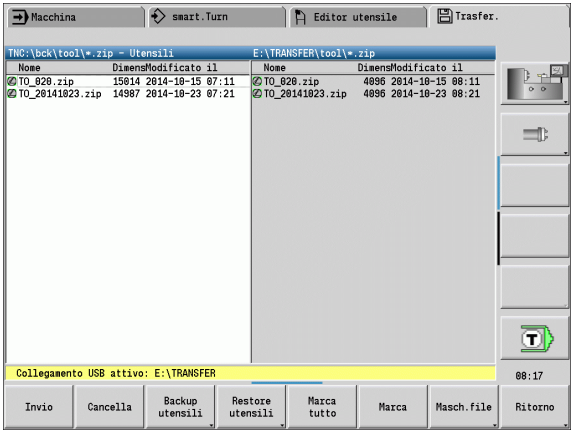 Macchina
smart.Turn
Editor utensile
Trasfer.
TNC:\bck\tool\*.zip - Utensili
E:\TRANSFER\tool\*.zip
Nome DimensModificato il
Nome DimensModificato il
TO_020.zip 15014 2014-10-15 07:11
TO_020.zip 4096 2014-10-15 08:11
TO_20141023.zip 14987 2014-10-23 07:21
TO_20141023.zip 4096 2014-10-23 08:21
T
Collegamento USB attivo: E:\TRANSFER
08:17
Invio
Cancella
Backup
utensili
Restore
utensili
Marca
tutto
Marca
Masch.file
Ritorno